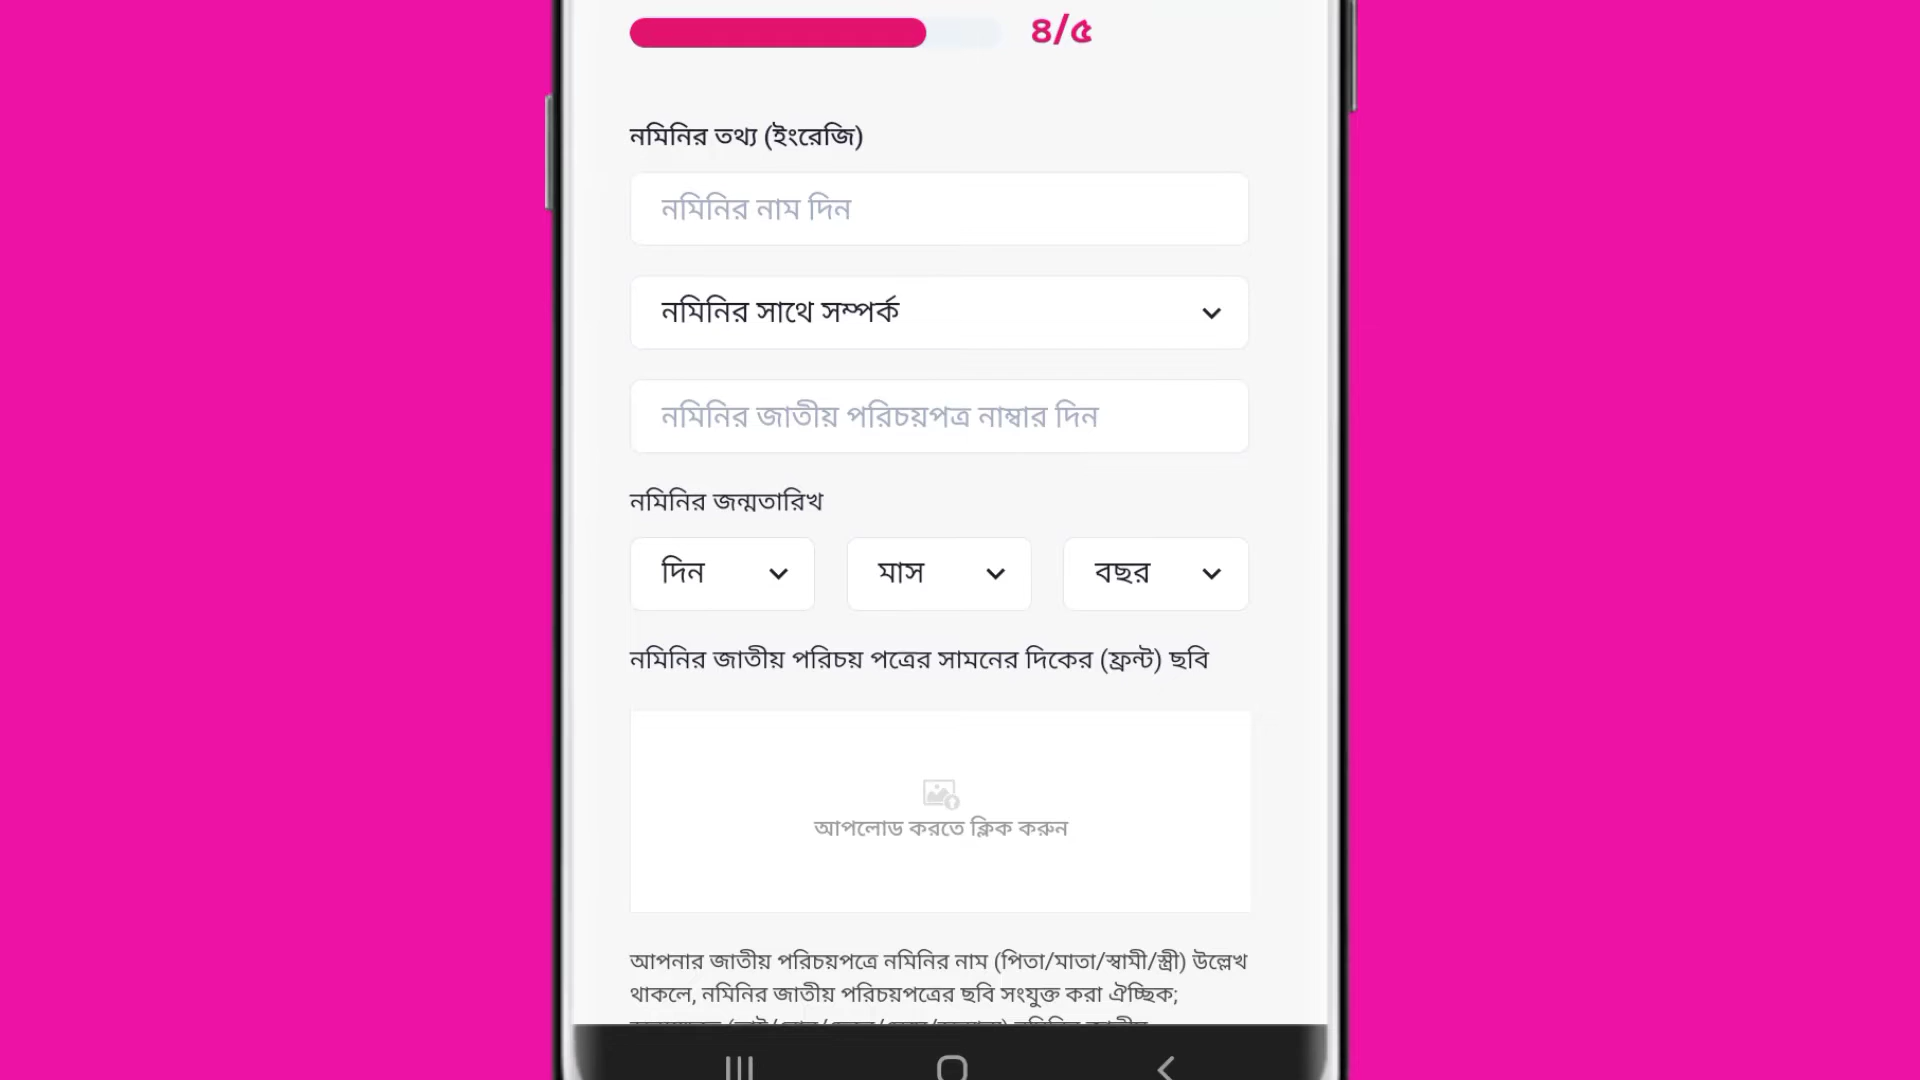 ৪/৫
নমিনির তথ্য (ইংরেজি)
নমিনির নাম দিন
নমিনির সাথে সম্পর্ক
নমিনির জাতীয় পরিচয়পত্র নাম্বার দিন
নমিনির জন্মতারিখ
দিন মাস বছর
নমিনির জাতীয় পরিচয় পত্রের সামনের দিকের (ফ্রন্ট) ছবি
আপলোড করতে ক্লিক করুন
আপনার জাতীয় পরিচয়পত্রে নমিনির নাম (পিতা/মাতা/স্বামী/স্ত্রী) উল্লেখ
থাকলে, নমিনির জাতীয় পরিচয়পত্রের ছবি সংযুক্ত করা ঐচ্ছিক;